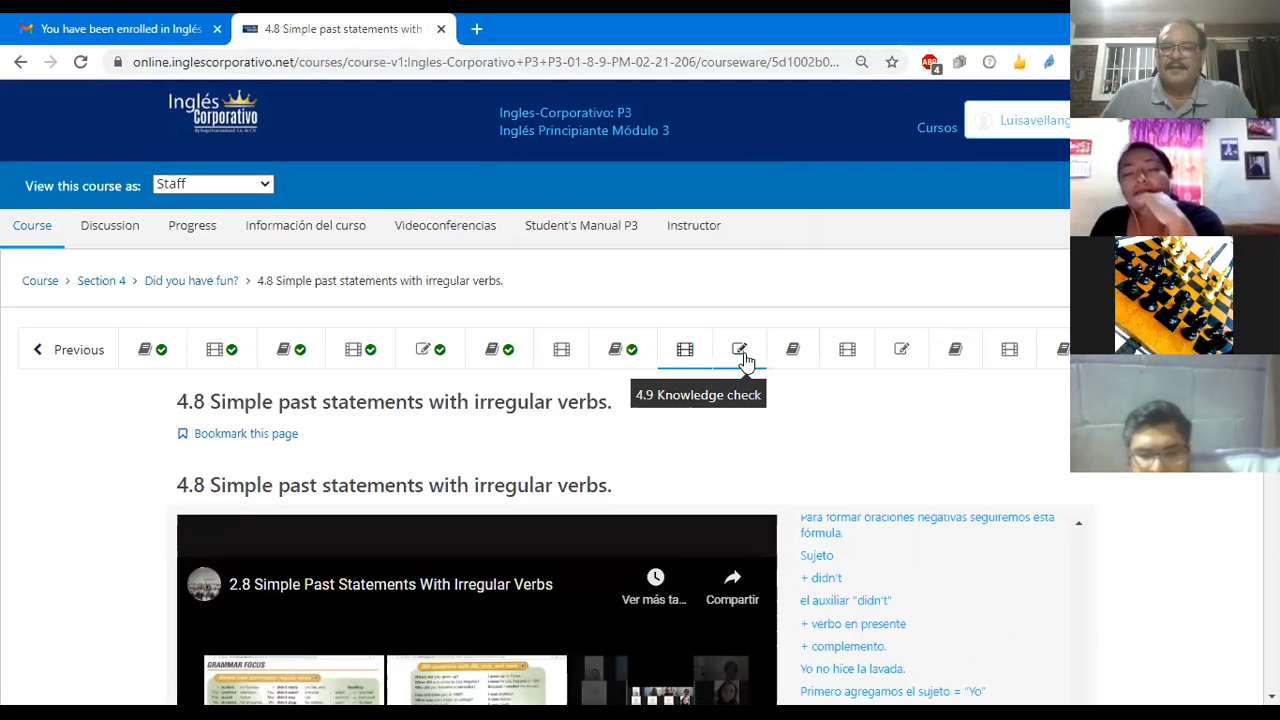 You have been enrolled in Inglés
4.8 Simple past statements with
online.inglescorporativo.net/courses/course-v1:Ingles-Corporativo+P3+P3-01-8-9-PM-02-21-206/courseware/5d1002b0...
ABP
4
Inglés
Corporativo
Ingles-Corporativo: P3
Inglés Principiante Módulo 3
Cursos
Luisavellan
View this course as:
Staff
Course
Discussion
Progress
Información del curso
Videoconferencias
Student's Manual P3
Instructor
Course > Section 4 > Did you have fun? > 4.8 Simple past statements with irregular verbs.
Previous
4.9 Knowledge check
4.8 Simple past statements with irregular verbs.
Bookmark this page
4.8 Simple past statements with irregular verbs.
2.8 Simple Past Statements With Irregular Verbs
Ver más ta...
Compartir
GRAMMAR FOCUS
Para formar oraciones negativas seguiremos esta
fórmula.
Sujeto
+ didn't
el auxiliar "didn't"
+ verbo en presente
+ complemento.
Yo no hice la lavada.
Primero agregamos el sujeto = "Yo"